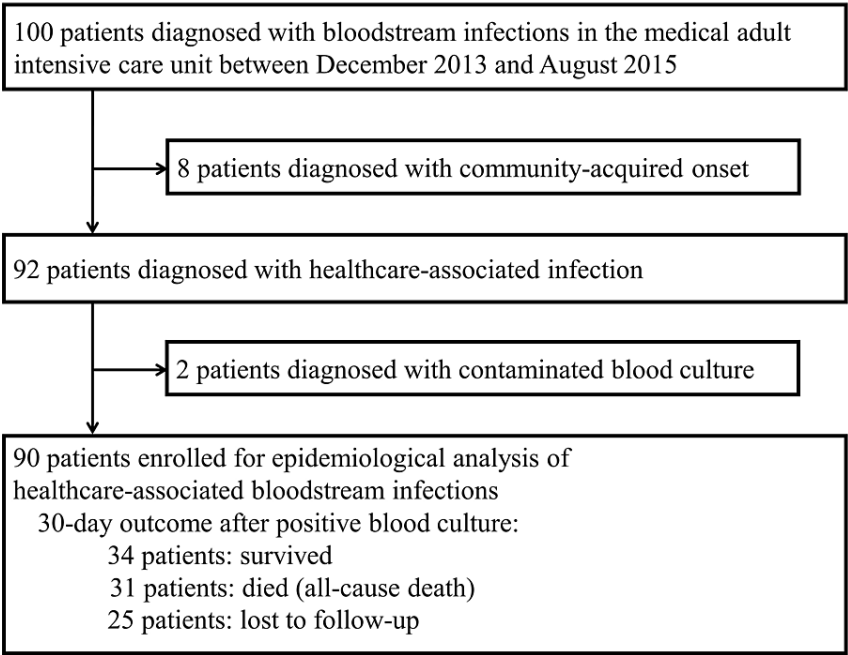 100 patients diagnosed with bloodstream infections in the medical adult
intensive care unit between December 2013 and August 2015
8 patients diagnosed with community-acquired onset
92 patients diagnosed with healthcare-associated infection
2 patients diagnosed with contaminated blood culture
90 patients enrolled for epidemiological analysis of
healthcare-associated bloodstream infections
30-day outcome after positive blood culture:
34 patients: survived
31 patients: died (all-cause death)
25 patients: lost to follow-up